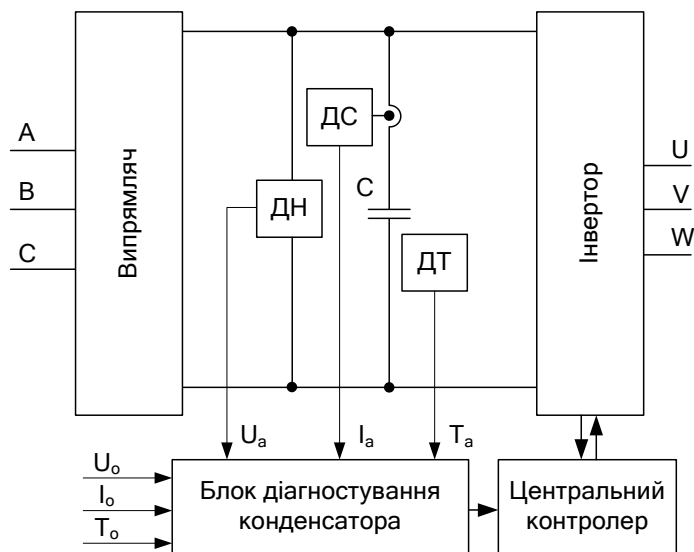 ДС
A
Випрямляч
Інвертор
U
B
ДН
C
V
C
ДТ
W
Uₐ
Iₐ
Tₐ
Uₒ
Iₒ
Tₒ
Блок діагностування
конденсатора
Центральний
контролер